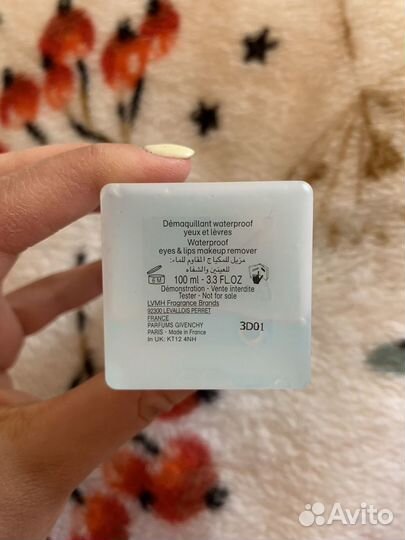 Démaquillant waterproof
yeux et lèvres
Waterproof
eyes & lips makeup remover
مزيل للمكياج المقاوم للماء:
للعينين والشفاه
6M
100 ml - 3.3 FL.OZ
Démonstration - Vente interdite
Tester - Not for sale
LVMH Fragrance Brands
92300 LEVALLOIS PERRET
FRANCE
PARFUMS GIVENCHY
PARIS - Made in France
In UK: KT12 4NH
3D01
Avito